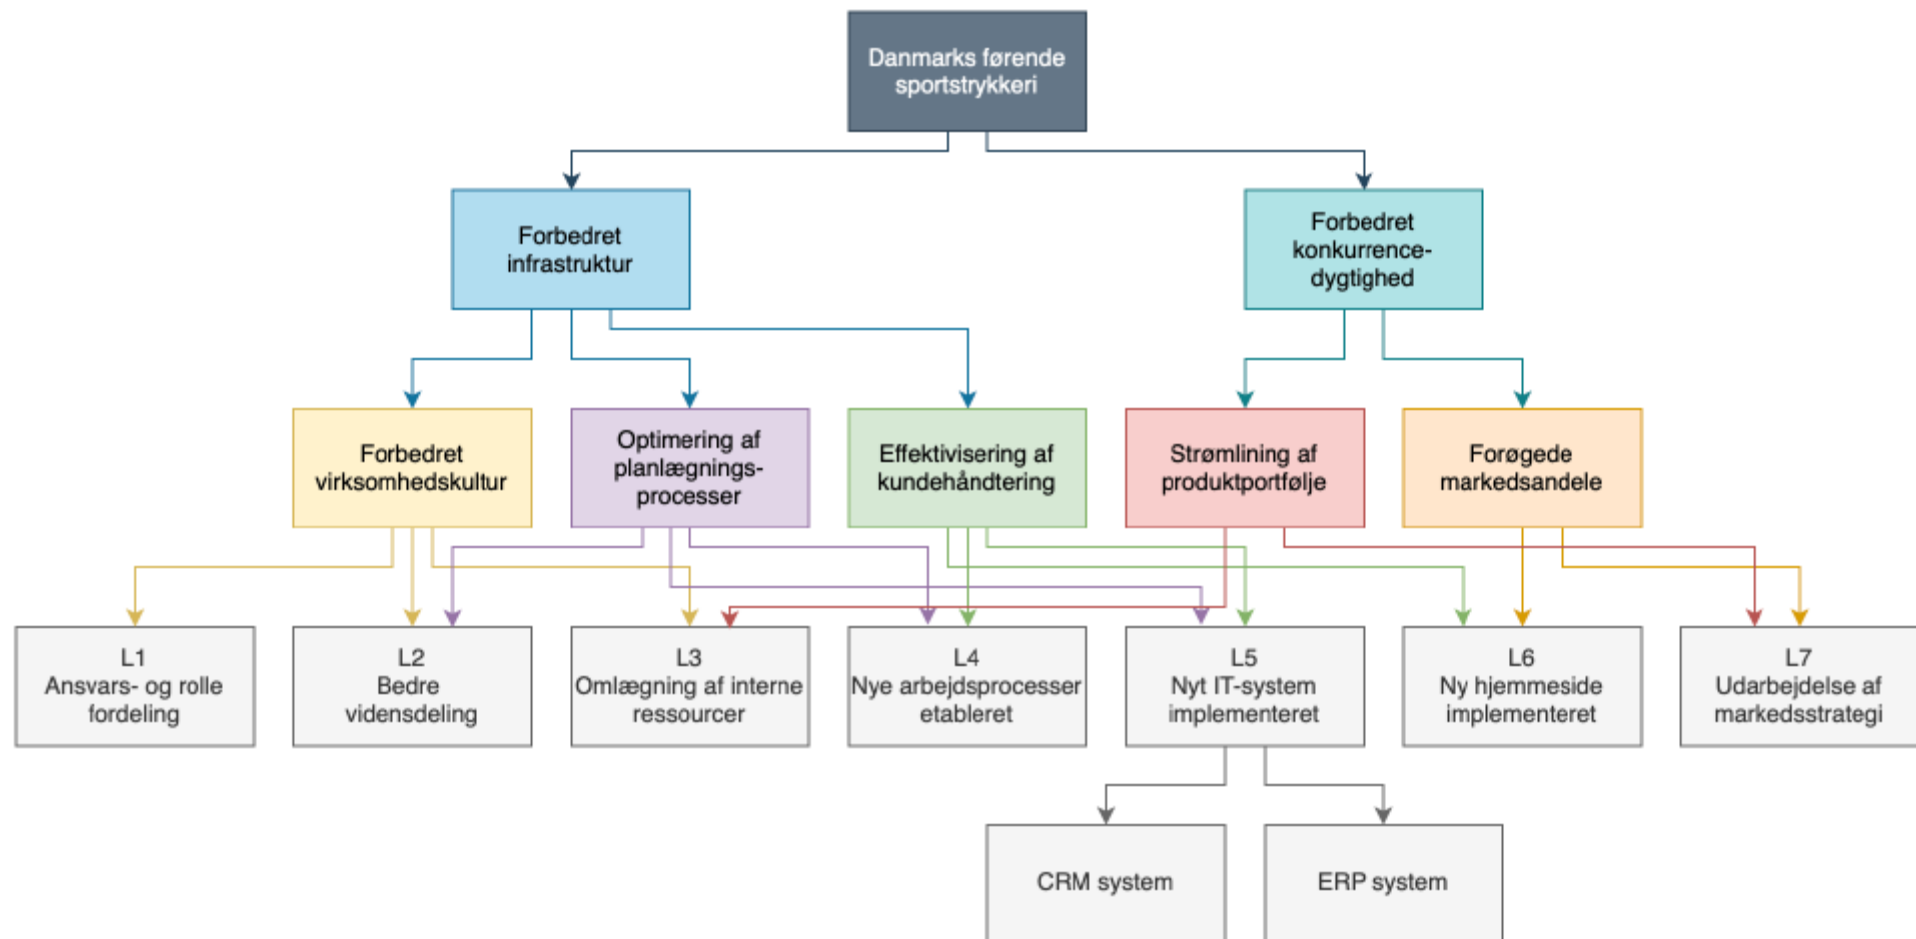 Danmarks førende
sportstrykkeri
Forbedret
infrastruktur
Forbedret
konkurrence-
dygtighed
Forbedret
virksomhedskultur
Optimering af
planlægnings-
processer
Effektivisering af
kundehåndtering
Strømlining af
produktportfølje
Forøgede
markedsandele
L1
Ansvars- og rolle
fordeling
L2
Bedre
vidensdeling
L3
Omlægning af interne
ressourcer
L4
Nye arbejdsprocesser
etableret
L5
Nyt IT-system
implementeret
L6
Ny hjemmeside
implementeret
L7
Udarbejdelse af
markedsstrategi
CRM system
ERP system